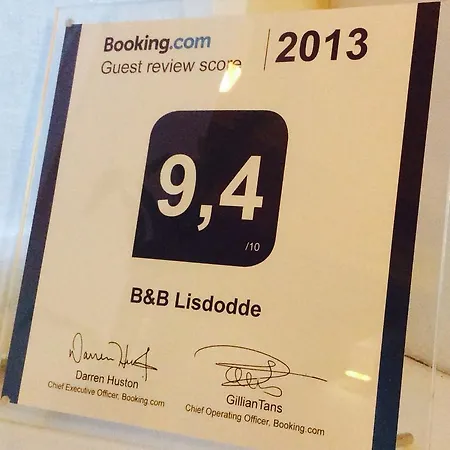 Booking.com
Guest review score
2013
9,4
/10
B&B Lisdodde
Darren Huston
Chief Executive Officer, Booking.com
GillianTans
Chief Operating Officer, Booking.com